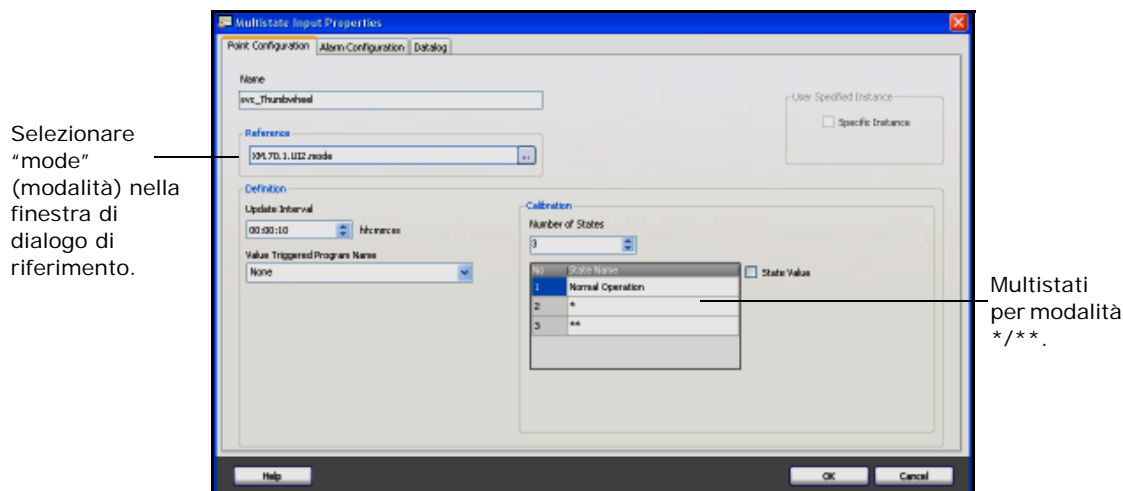 Multistate Input Properties
Point Configuration Alarm Configuration Datalog
Name
svc_Thumbwheel
User Specified Instance
Specific Instance
Reference
XM.70.1.UI2.mode
...
Definition
Update Interval
00:00:10 hh:mm:ss
Value Triggered Program Name
None
Calibration
Number of States
3
No State Name
1 Normal Operation
2 *
3 **
State Value
Help
OK
Cancel
Selezionare
“mode”
(modalità) nella
finestra di
dialogo di
riferimento.
Multistati
per modalità
*/**.